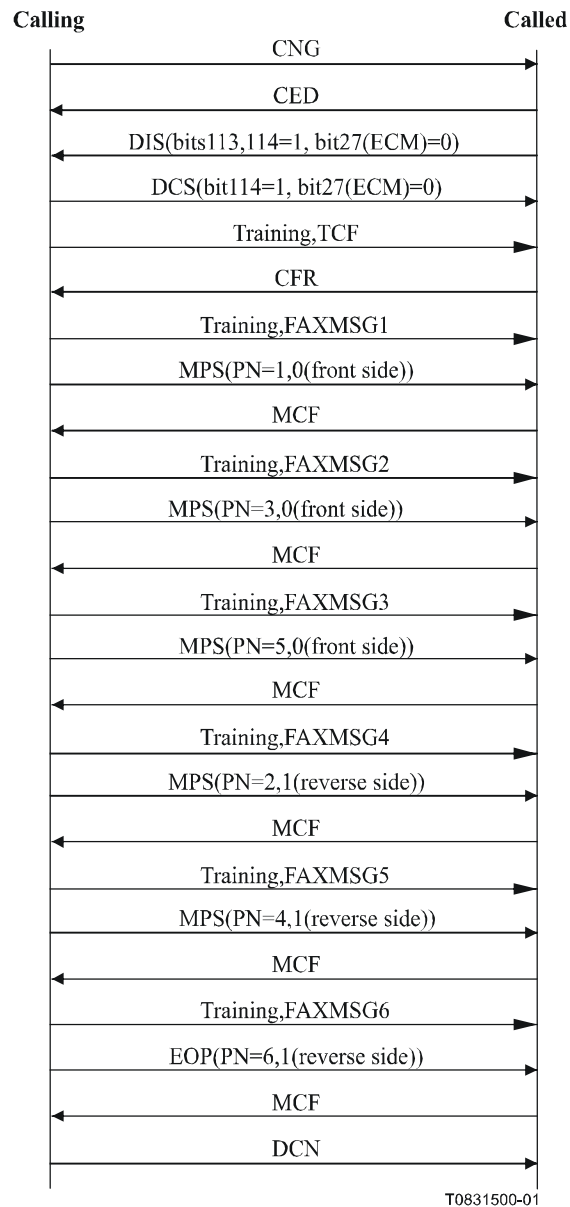 Calling Called
CNG
CED
DIS(bits113,114=1, bit27(ECM)=0)
DCS(bit114=1, bit27(ECM)=0)
Training,TCF
CFR
Training,FAXMSG1
MPS(PN=1,0(front side))
MCF
Training,FAXMSG2
MPS(PN=3,0(front side))
MCF
Training,FAXMSG3
MPS(PN=5,0(front side))
MCF
Training,FAXMSG4
MPS(PN=2,1(reverse side))
MCF
Training,FAXMSG5
MPS(PN=4,1(reverse side))
MCF
Training,FAXMSG6
EOP(PN=6,1(reverse side))
MCF
DCN
T0831500-01